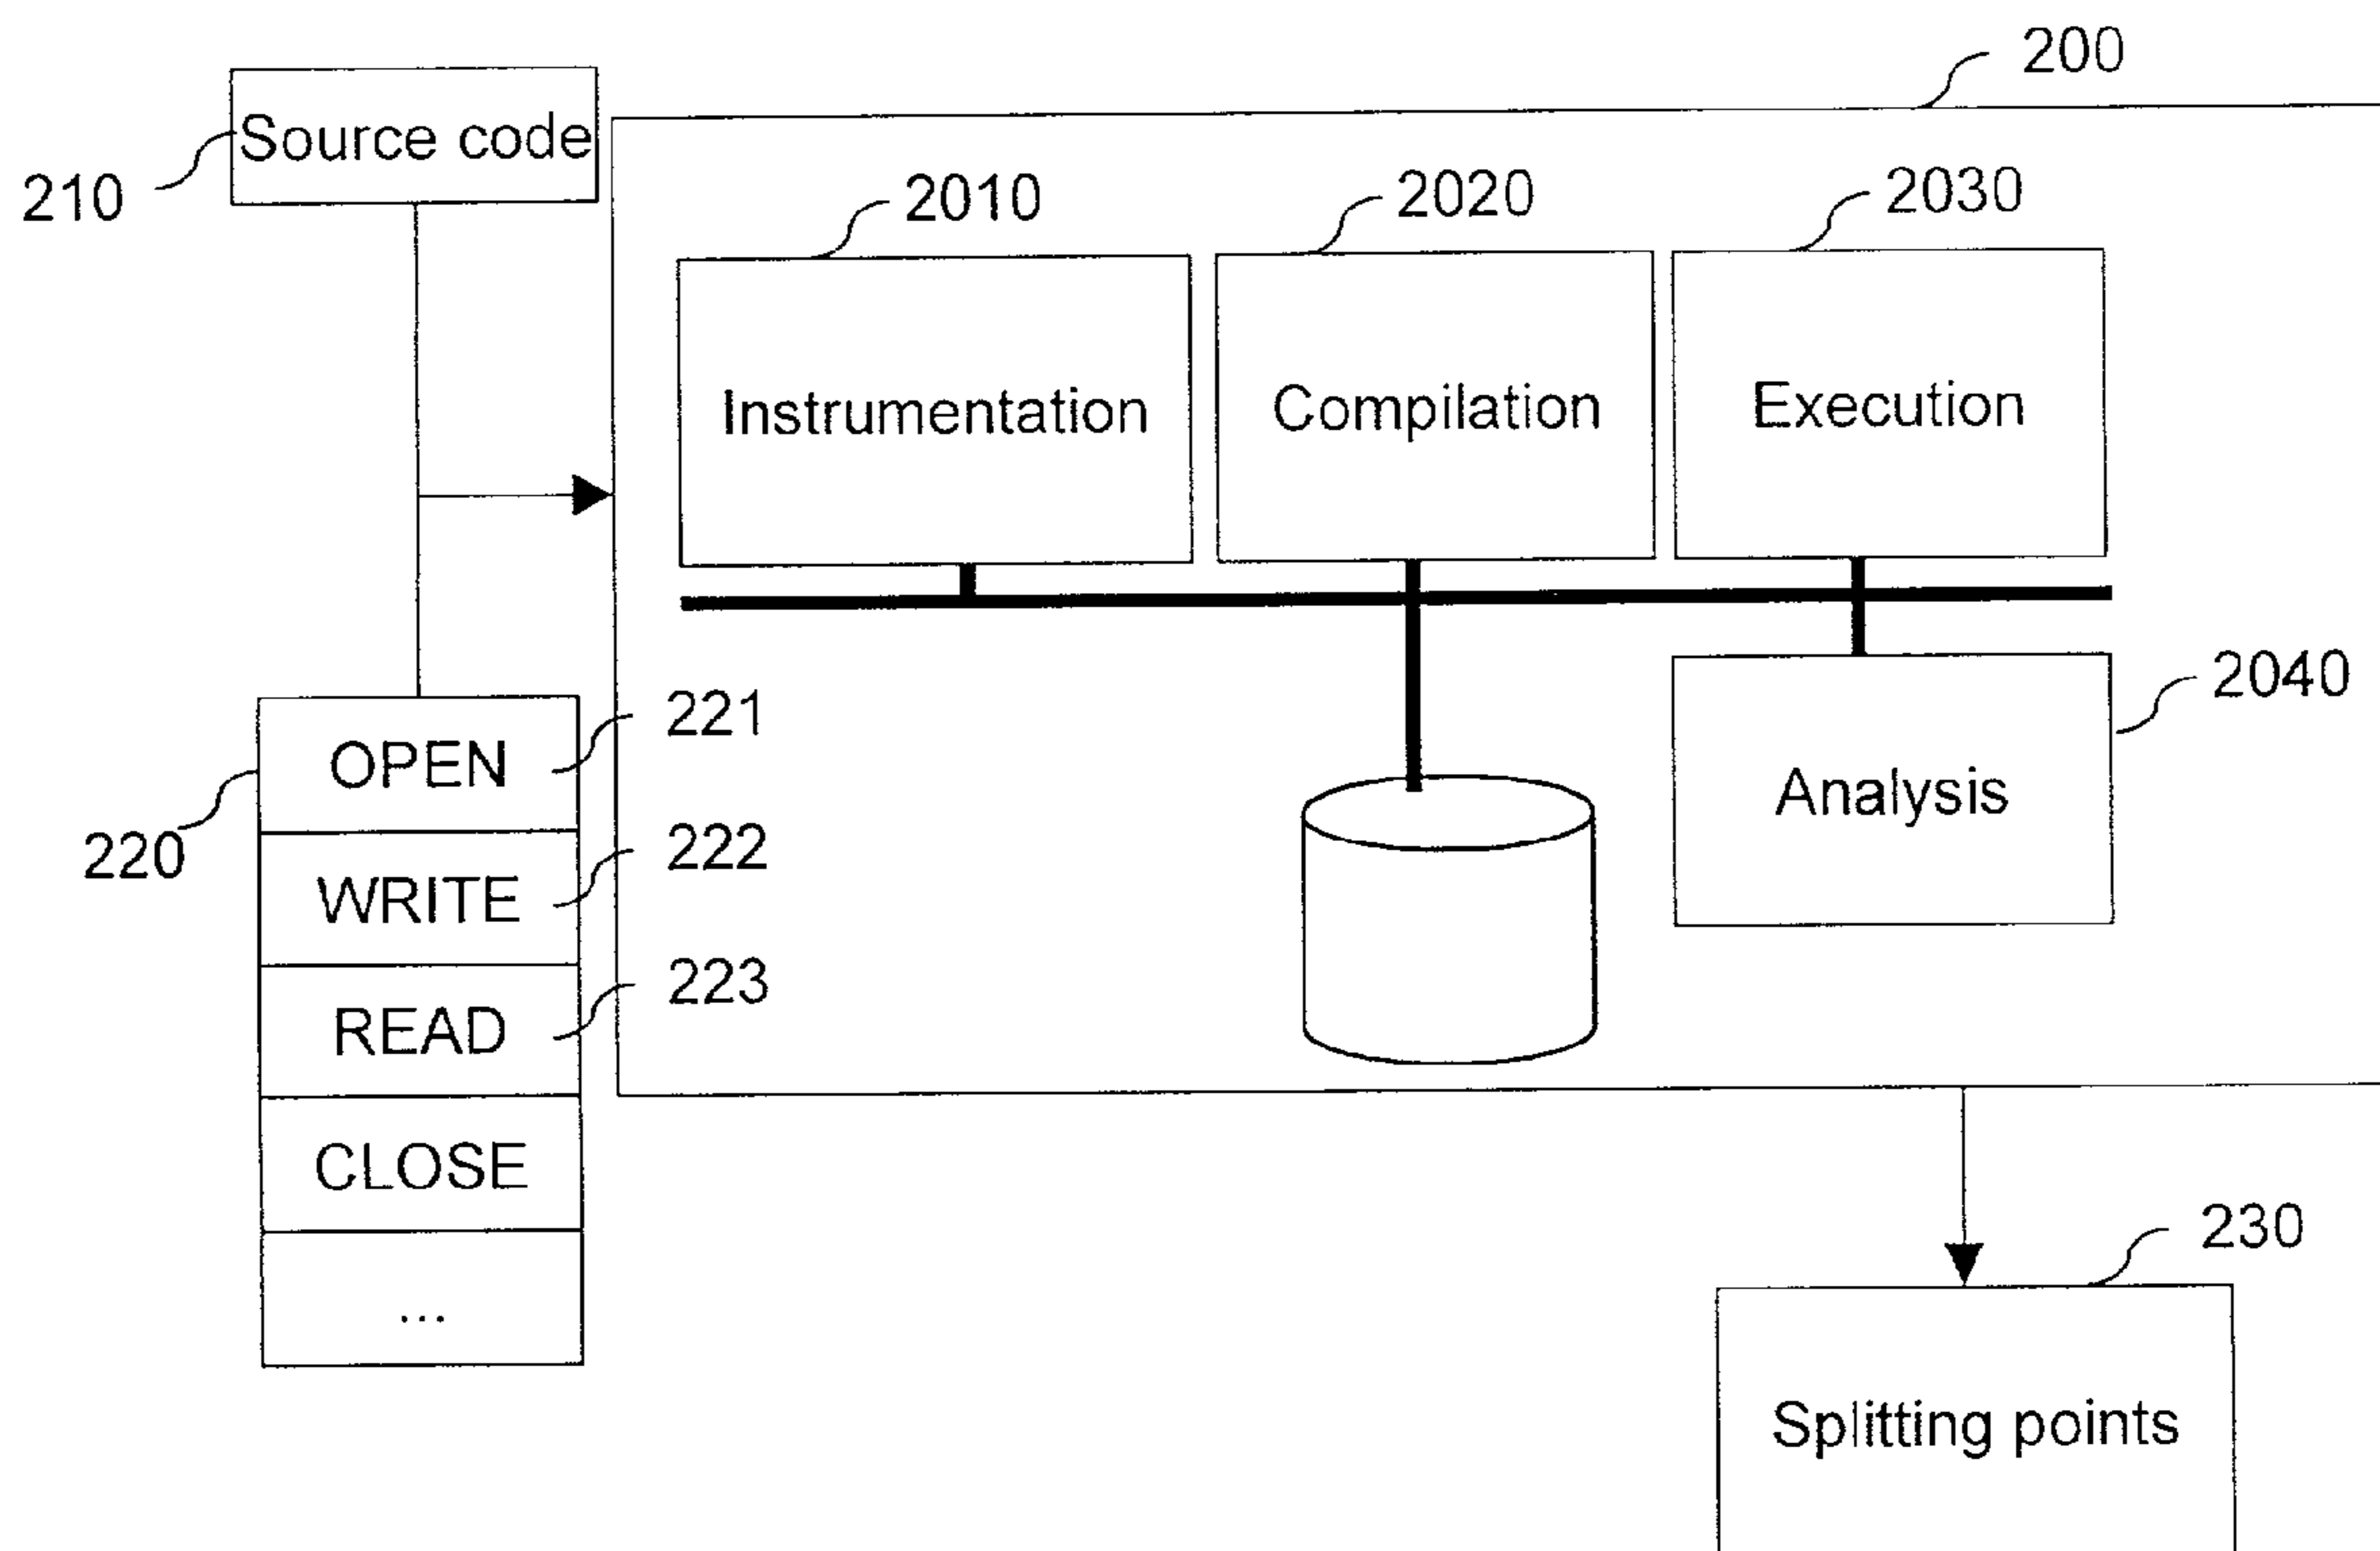 200
Source code
210
2010
2020
2030
Instrumentation
Compilation
Execution
2040
221
OPEN
Analysis
220
222
WRITE
223
READ
CLOSE
230
...
Splitting points